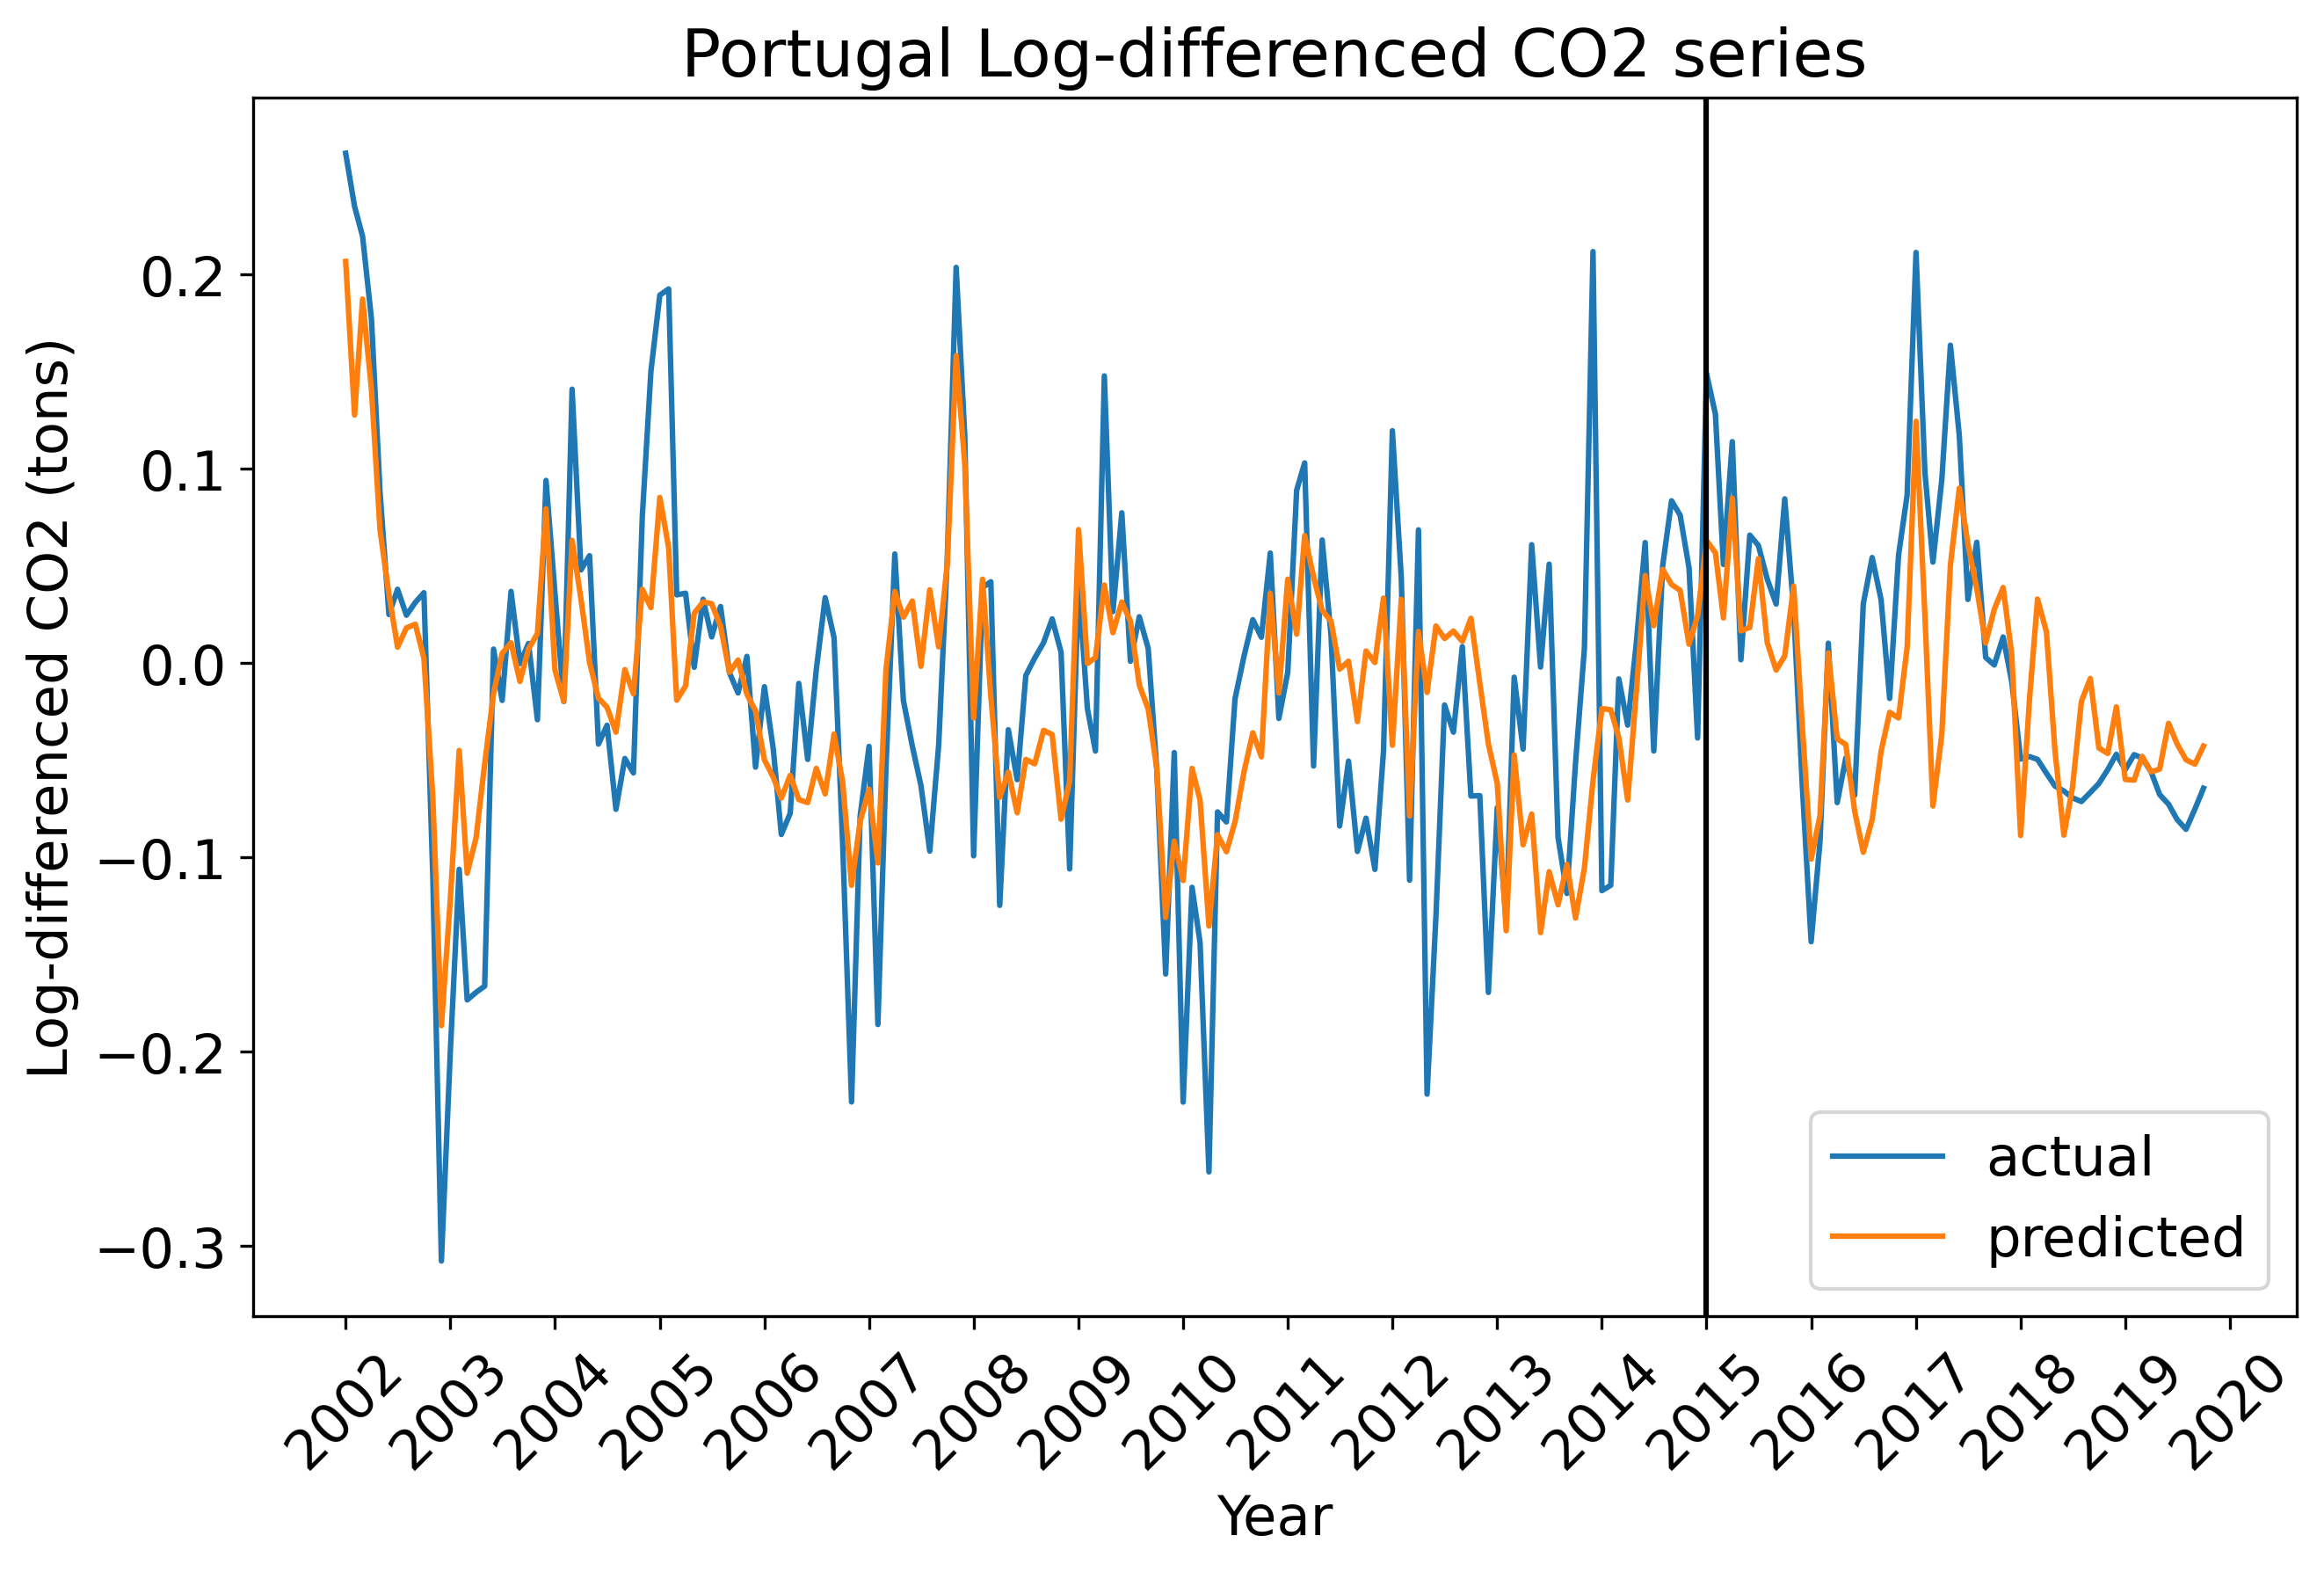 Portugal Log-differenced CO2 series
Log-differenced CO2 (tons)
0.2
0.1
0.0
−0.1
−0.2
−0.3
actual
predicted
2002 2003 2004 2005 2006 2007 2008 2009 2010 2011 2012 2013 2014 2015 2016 2017 2018 2019 2020
Year